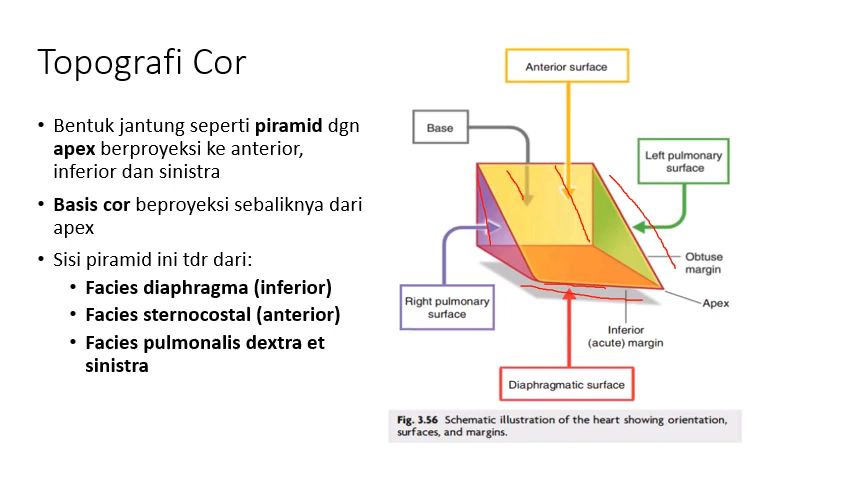 Topografi Cor
• Bentuk jantung seperti piramid dgn
apex berproyeksi ke anterior,
inferior dan sinistra
• Basis cor beproyeksi sebaliknya dari
apex
• Sisi piramid ini tdr dari:
• Facies diaphragma (inferior)
• Facies sternocostal (anterior)
• Facies pulmonalis dextra et
sinistra
Anterior surface
Base
Left pulmonary
surface
Obtuse
margin
Right pulmonary
surface
Apex
Inferior
(acute) margin
Diaphragmatic surface
Fig. 3.56 Schematic illustration of the heart showing orientation,
surfaces, and margins.